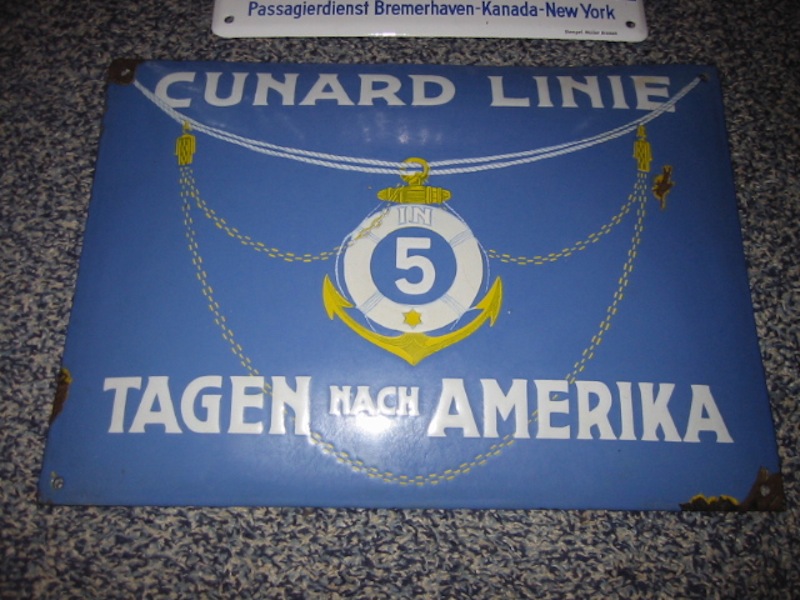 Passagierdienst Bremerhaven-Kanada-New York
CUNARD LINIE
IN
5
TAGEN NACH AMERIKA